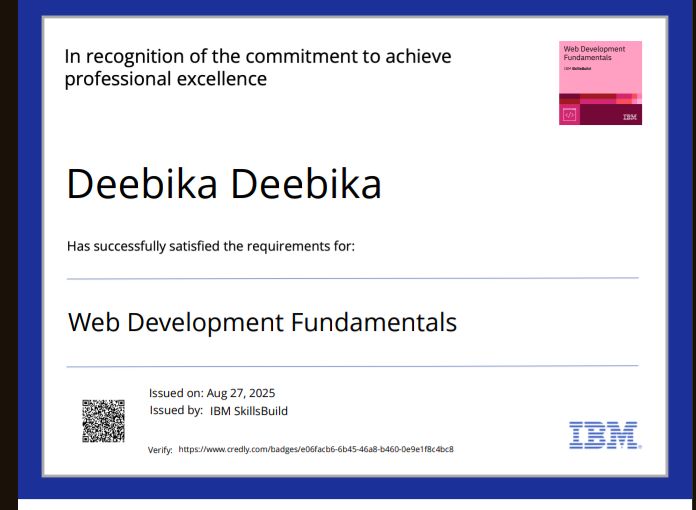 In recognition of the commitment to achieve
professional excellence
Web Development
Fundamentals
IBM SkillsBuild
IBM
Deebika Deebika
Has successfully satisfied the requirements for:
Web Development Fundamentals
Issued on: Aug 27, 2025
Issued by: IBM SkillsBuild
Verify: https://www.credly.com/badges/e06facb6-6b45-46a8-b460-0e9e1f8c4bc8
IBM